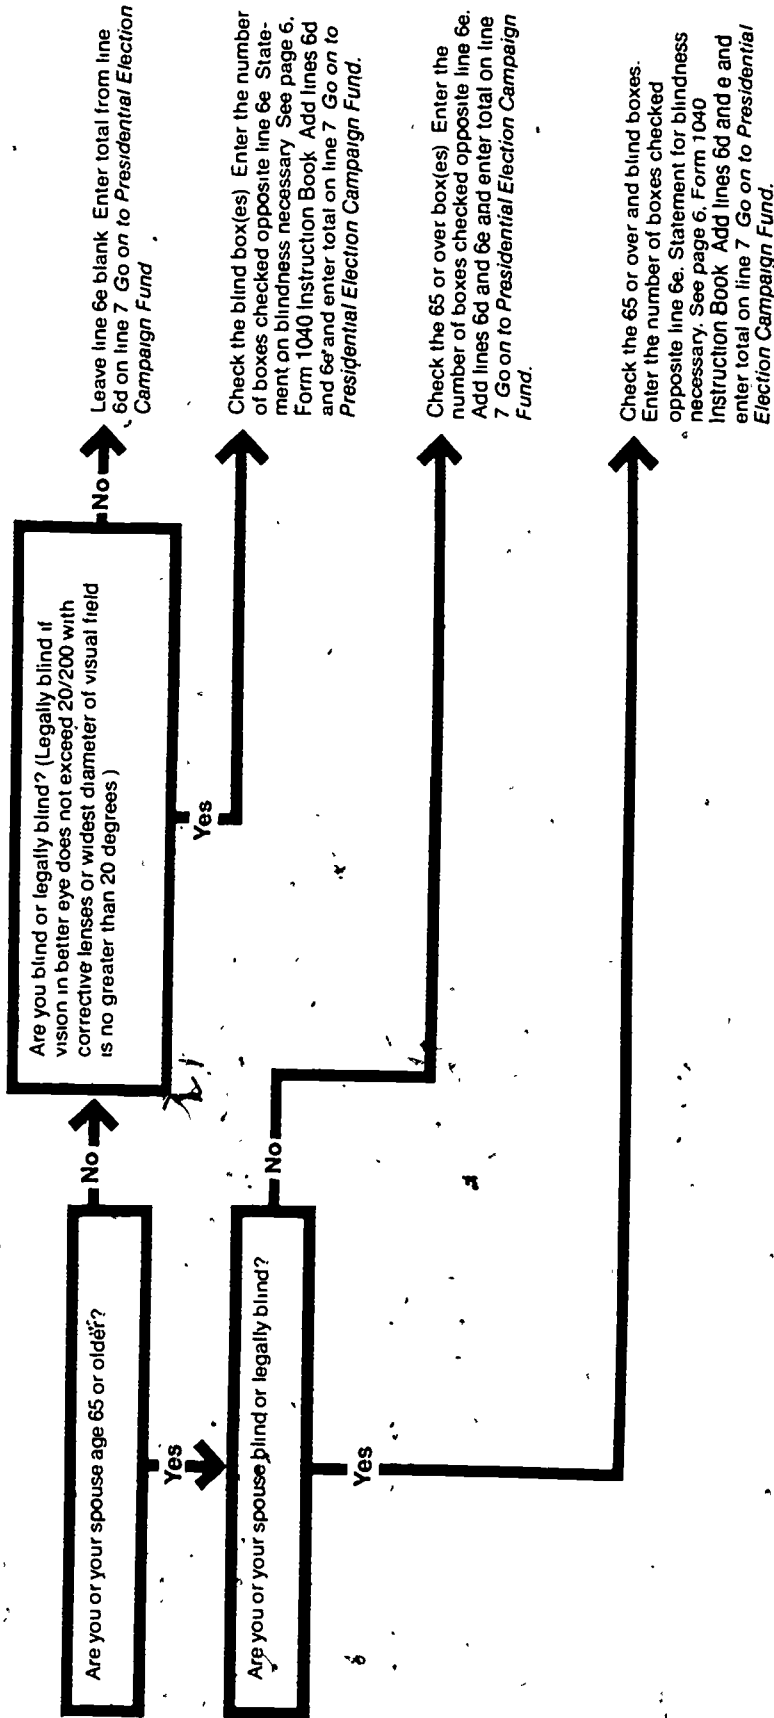 Are you or your spouse age 65 or older?
No
Are you blind or legally blind? (Legally blind if
vision in better eye does not exceed 20/200 with
corrective lenses or widest diameter of visual field
is no greater than 20 degrees)
No
Leave line 6e blank Enter total from line
6d on line 7 Go on to Presidential Election
Campaign Fund
Yes
Check the blind box(es) Enter the number
of boxes checked opposite line 6e State-
ment on blindness necessary See page 6,
Form 1040 Instruction Book Add lines 6d
and 6e and enter total on line 7 Go on to
Presidential Election Campaign Fund.
Yes
Are you or your spouse blind or legally blind?
No
Check the 65 or over box(es) Enter the
number of boxes checked opposite line 6e.
Add lines 6d and 6e and enter total on line
7 Go on to Presidential Election Campaign
Fund.
Yes
Check the 65 or over and blind boxes.
Enter the number of boxes checked
opposite line 6e. Statement for blindness
necessary. See page 6, Form 1040
Instruction Book Add lines 6d and e and
enter total on line 7 Go on to Presidential
Election Campaign Fund.